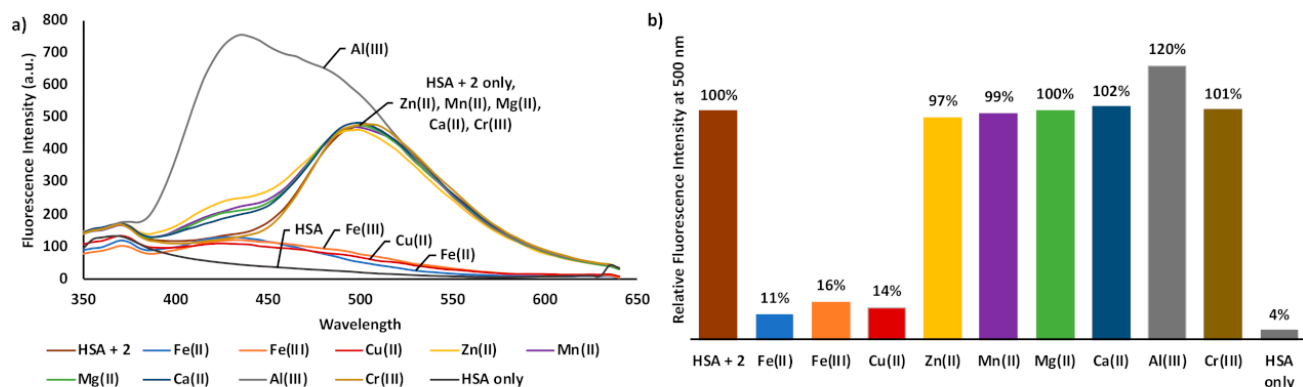 a)
Fluorescence Intensity (a.u.)
800
700
600
500
400
300
200
100
0
350
400
450
500
550
600
650
Wavelength
Al(III)
HSA + 2 only,
Zn(II), Mn(II), Mg(II),
Ca(II), Cr(III)
HSA
Fe(III)
Cu(II)
Fe(II)
HSA + 2 Fe(II) Fe(III) Cu(II) Zn(II) Mn(II)
Mg(II) Ca(II) Al(III) Cr(III) HSA only
b)
Relative Fluorescence Intensity at 500 nm
100%
11%
16%
14%
97%
99%
100%
102%
120%
101%
4%
HSA + 2 Fe(II) Fe(III) Cu(II) Zn(II) Mn(II) Mg(II) Ca(II) Al(III) Cr(III) HSA
only